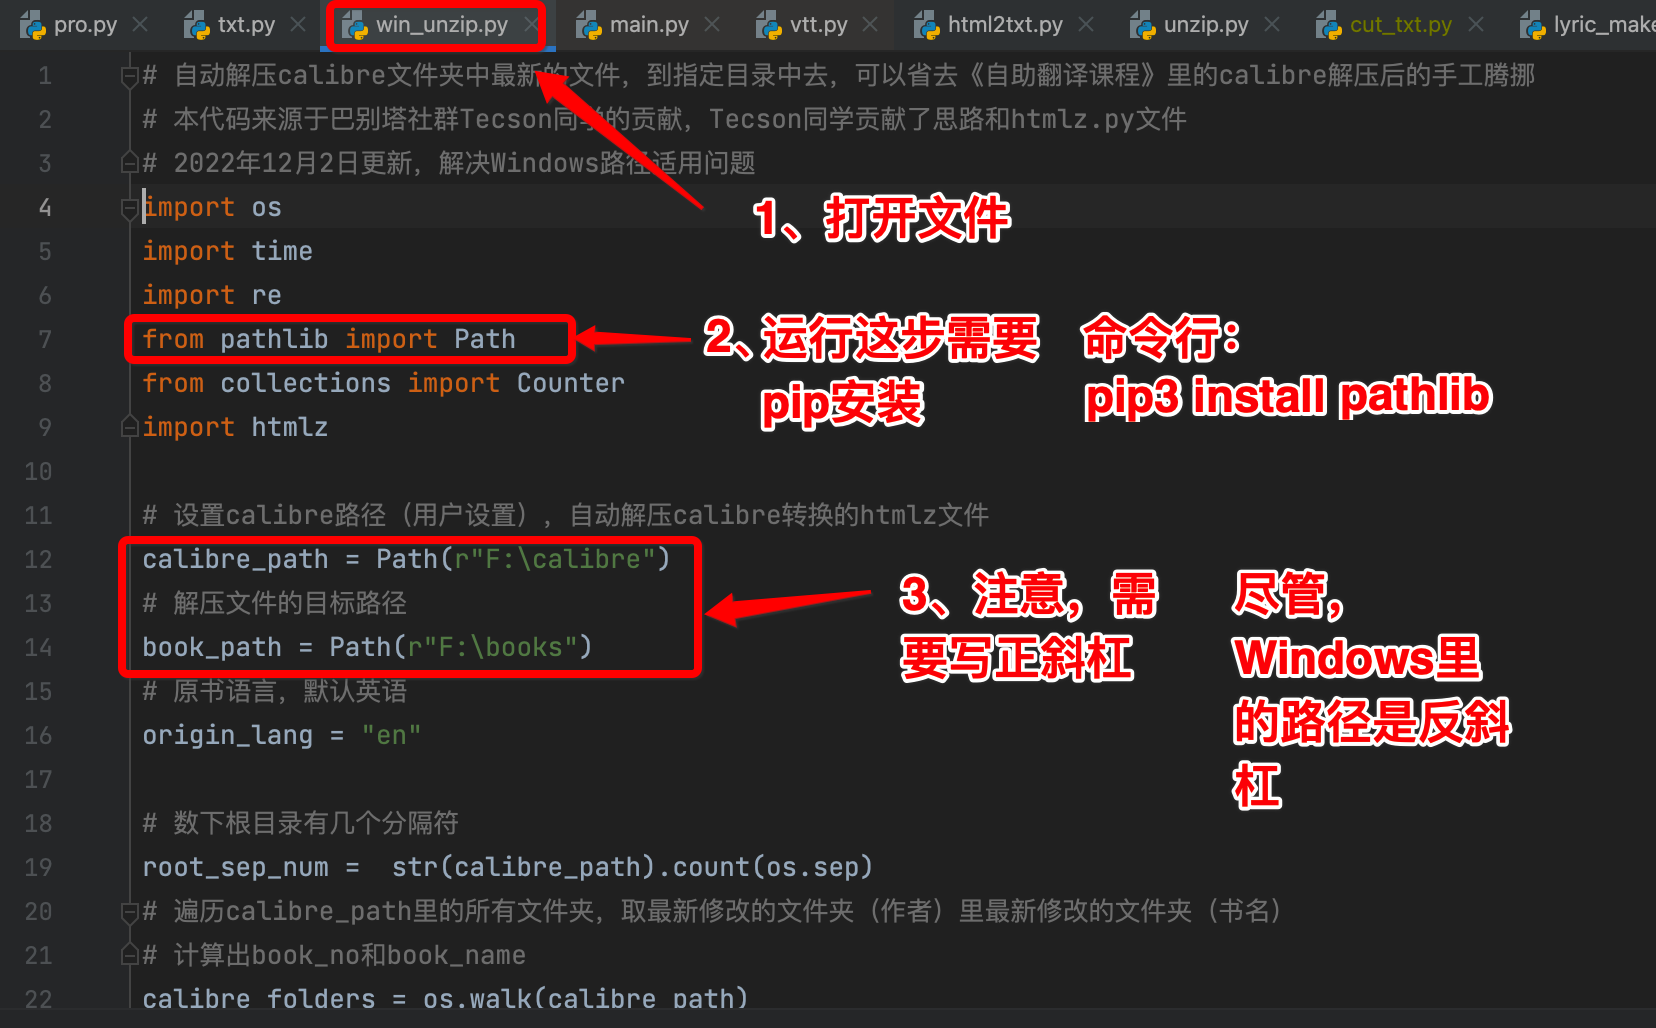 pro.py txt.py win_unzip.py main.py vtt.py html2txt.py unzip.py cut_txt.py lyric_make
1 # 自动解压calibre文件夹中最新的文件，到指定目录中去，可以省去《自助翻译课程》里的calibre解压后的手工腾挪
2 # 本代码来源于巴别塔社群Tecson同学的贡献，Tecson同学贡献了思路和htmlz.py文件
3 # 2022年12月2日更新，解决Windows路径适用问题
4 import os
1、打开文件
5 import time
6 import re
7 from pathlib import Path
2、运行这步需要
pip安装
命令行：
pip3 install pathlib
8 from collections import Counter
9 import htmlz
10
11 # 设置calibre路径（用户设置），自动解压calibre转换的htmlz文件
12 calibre_path = Path(r"F:\calibre")
13 # 解压文件的目标路径
14 book_path = Path(r"F:\books")
3、注意，需
要写正斜杠
尽管，
Windows里
的路径是反斜
杠
15 # 原书语言，默认英语
16 origin_lang = "en"
17
18 # 数下根目录有几个分隔符
19 root_sep_num =  str(calibre_path).count(os.sep)
20 # 遍历calibre_path里的所有文件夹，取最新修改的文件夹（作者）里最新修改的文件夹（书名）
21 # 计算出book_no和book_name
22 calibre_folders = os.walk(calibre_path)